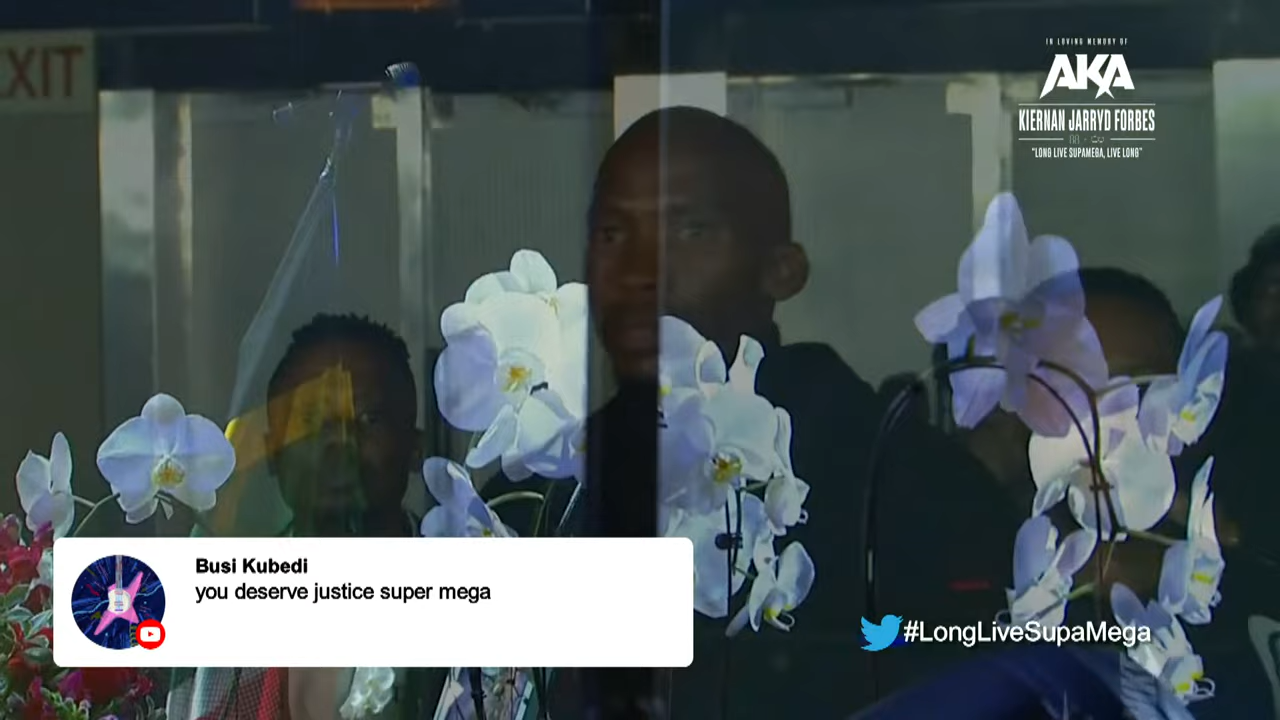 EXIT
IN LOVING MEMORY OF
AKA
KIERNAN JARRYD FORBES
"LONG LIVE SUPAMEGA, LIVE LONG"
Busi Kubedi
you deserve justice super mega
#LongLiveSupaMega